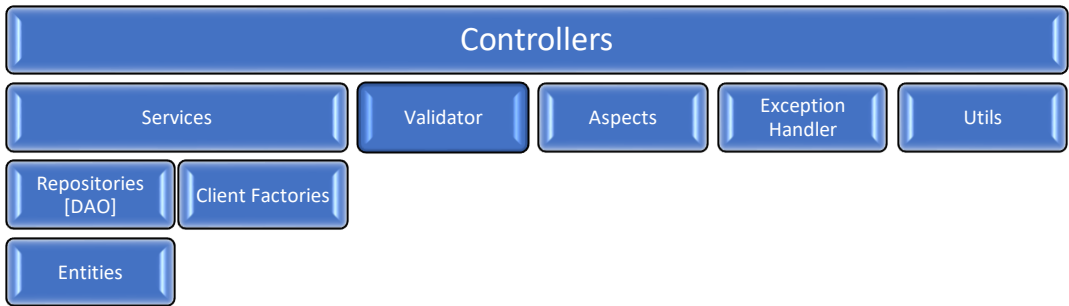 Controllers
Services
Validator
Aspects
Exception
Handler
Utils
Repositories
[DAO]
Client Factories
Entities